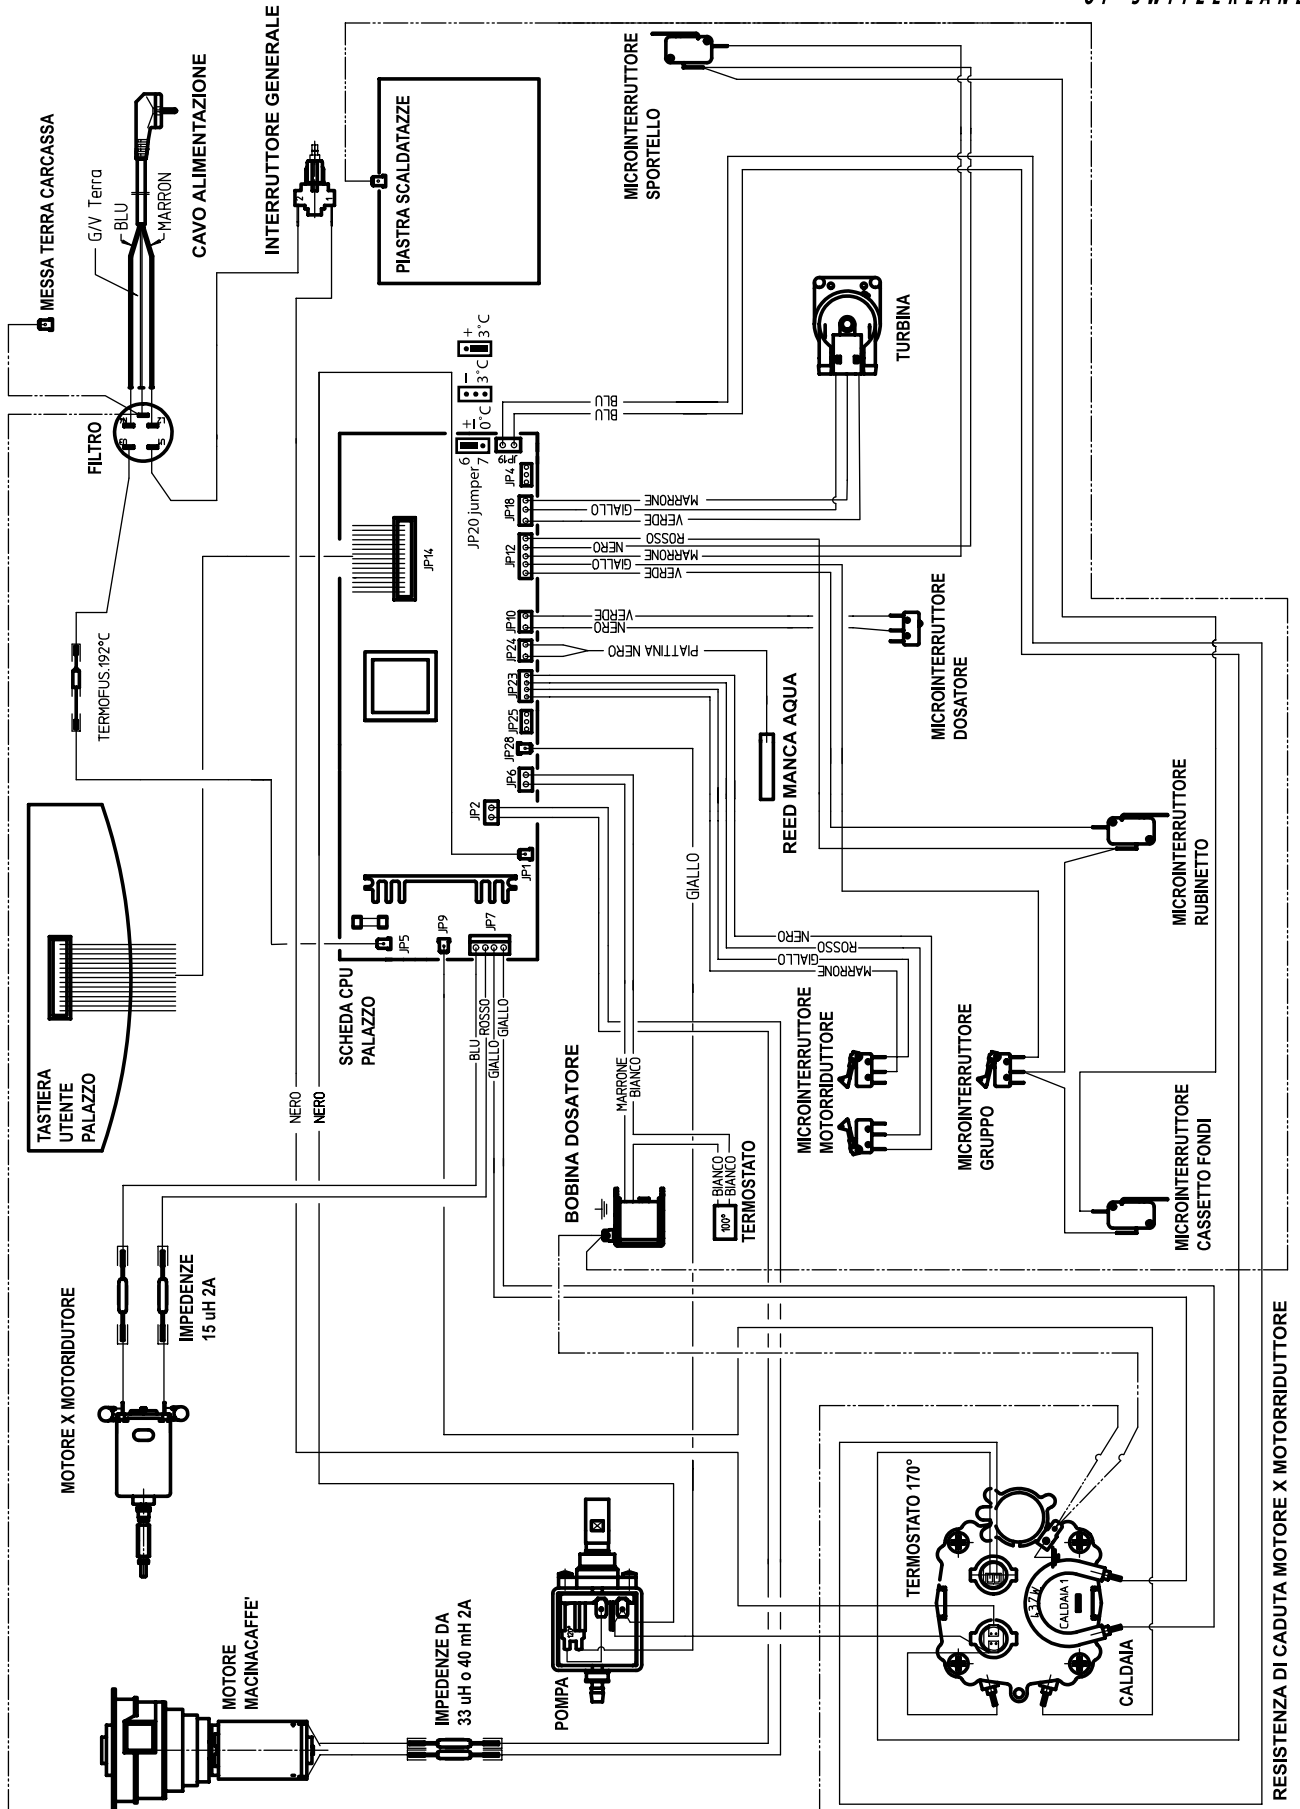 MESSA TERRA CARCASSA
G/V Terra
BLU
MARRON
CAVO ALIMENTAZIONE
INTERRUTTORE GENERALE
2
1
FILTRO
TERMOFUS.192°C
PIASTRA SCALDATAZZE
MICROINTERRUTTORE
SPORTELLO
TURBINA
TASTIERA
UTENTE
PALAZZO
SCHEDA CPU
PALAZZO
JP14
JP20 jumper
6
7
+
-
0°C
-
3°C
+
3°C
JP19
JP4
JP18
JP12
JP10
JP24
JP23
JP25
JP28
JP6
JP2
JP1
JP7
JP9
JP5
BLU
BLU
MARRONE
GIALLO
VERDE
ROSSO
NERO
MARRONE
GIALLO
VERDE
VERDE
NERO
PIATTINA NERO
MICROINTERRUTTORE
DOSATORE
REED MANCA AQUA
GIALLO
NERO
ROSSO
GIALLO
MARRONE
MICROINTERRUTTORE
RUBINETTO
MICROINTERRUTTORE
MOTORRIDUTTORE
MICROINTERRUTTORE
GRUPPO
MICROINTERRUTTORE
CASSETTO FONDI
BLU
ROSSO
GIALLO
GIALLO
NERO
NERO
MARRONE
BIANCO
BOBINA DOSATORE
BIANCO
BIANCO
100°
TERMOSTATO
MOTORE X MOTORIDUTORE
IMPEDENZE
15 uH 2A
MOTORE
MACINACAFFE'
IMPEDENZE DA
33 uH o 40 mH 2A
POMPA
TERMOSTATO 170°
CALDAIA 1
CALDAIA
RESISTENZA DI CADUTA MOTORE X MOTORRIDUTTORE